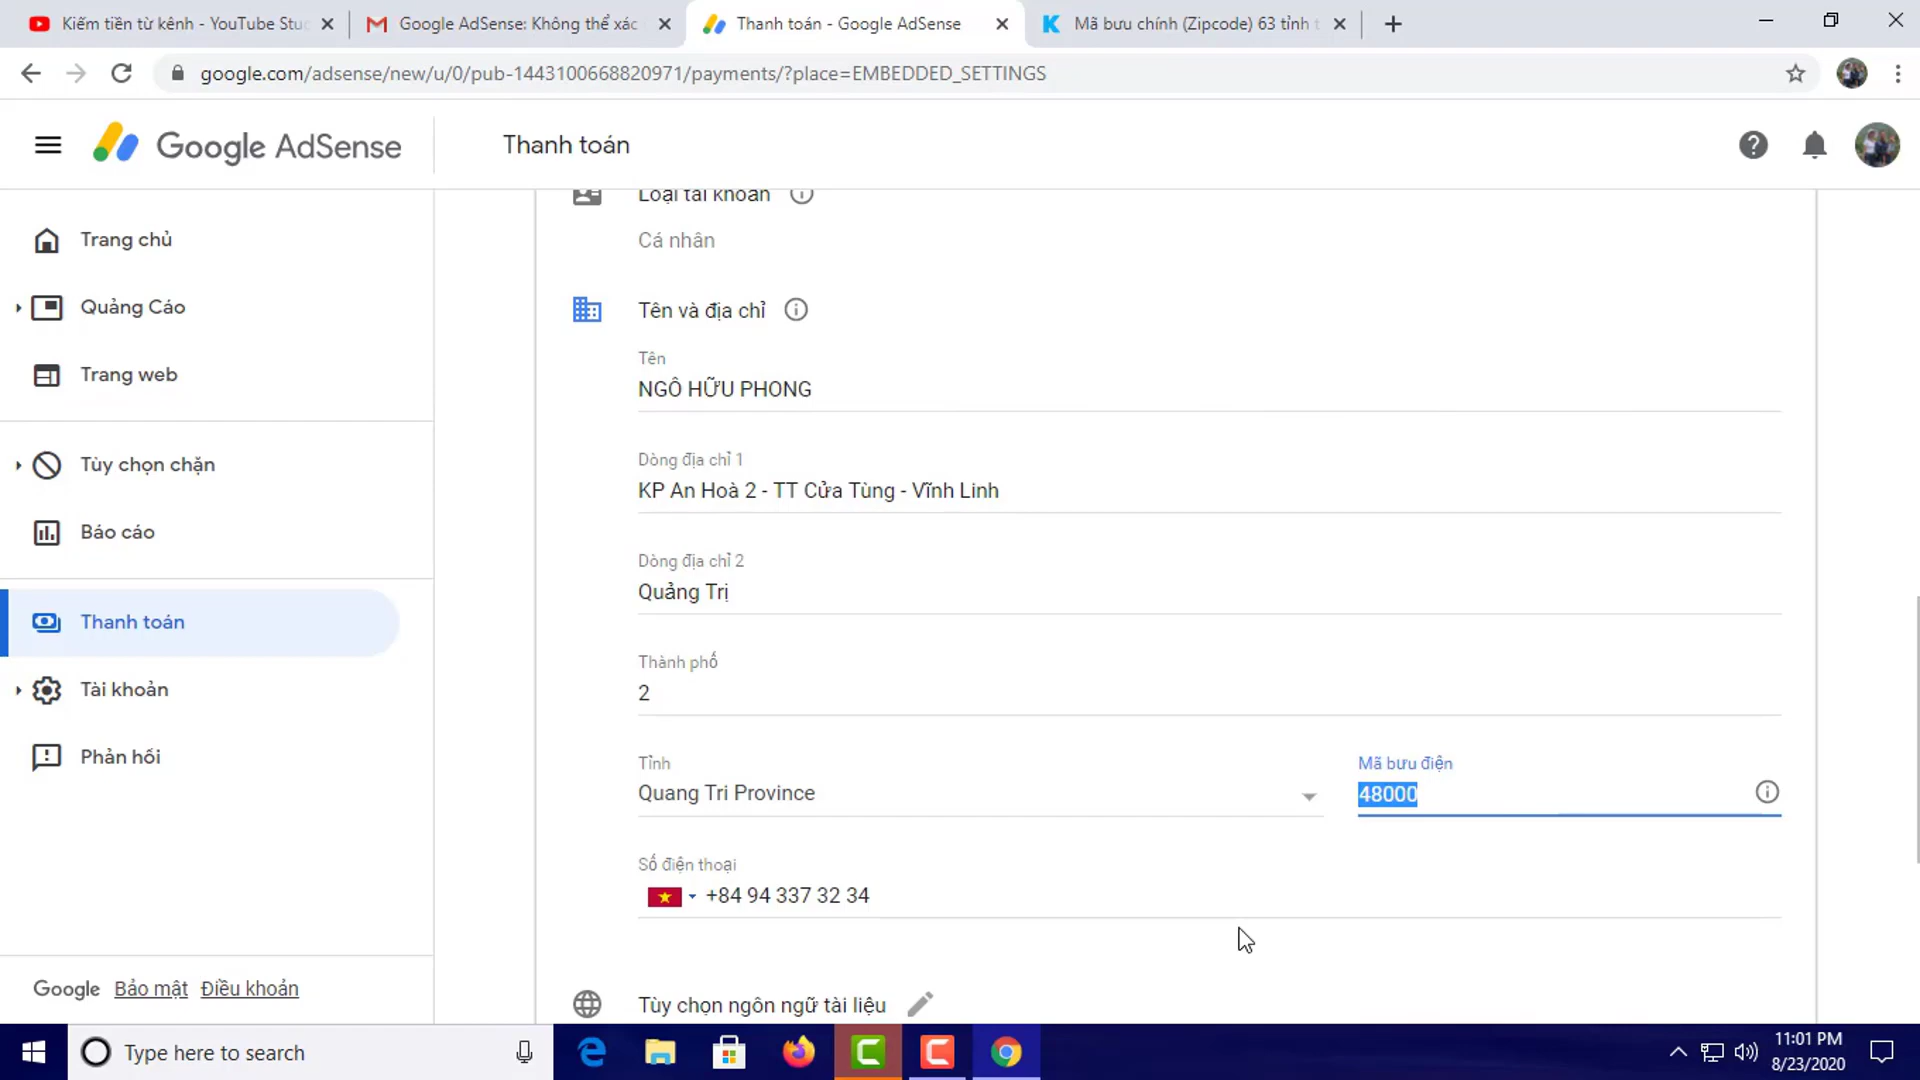 Kiếm tiền từ kênh - YouTube Stu
Google AdSense: Không thể xác
Thanh toán - Google AdSense
Mã bưu chính (Zipcode) 63 tỉnh t
google.com/adsense/new/u/0/pub-1443100668820971/payments/?place=EMBEDDED_SETTINGS
Google AdSense
Thanh toán
Trang chủ
Quảng Cáo
Trang web
Tùy chọn chặn
Báo cáo
Thanh toán
Tài khoản
Phản hồi
Google Bảo mật Điều khoản
Loại tài khoản
Cá nhân
Tên và địa chỉ
Tên
NGÔ HỮU PHONG
Dòng địa chỉ 1
KP An Hoà 2 - TT Cửa Tùng - Vĩnh Linh
Dòng địa chỉ 2
Quảng Trị
Thành phố
2
Tỉnh
Quang Tri Province
Mã bưu điện
48000
Số điện thoại
+84 94 337 32 34
Tùy chọn ngôn ngữ tài liệu
Type here to search
11:01 PM
8/23/2020